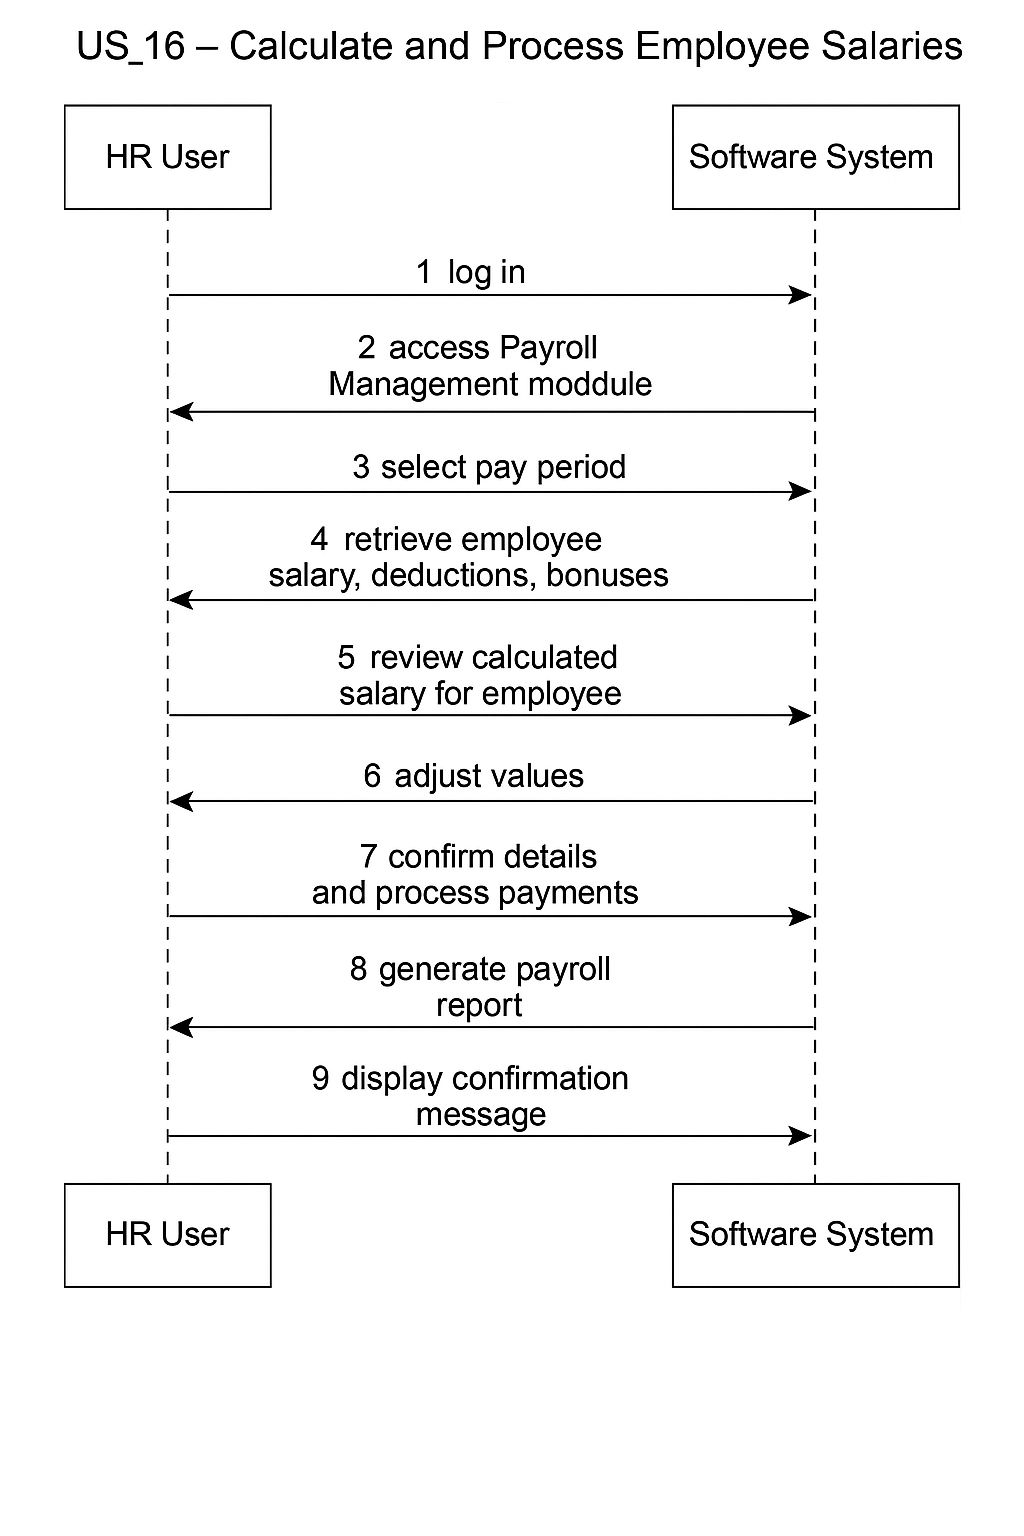 US_16 – Calculate and Process Employee Salaries
HR User
Software System
1 log in
2 access Payroll
Management moddule
3 select pay period
4 retrieve employee
salary, deductions, bonuses
5 review calculated
salary for employee
6 adjust values
7 confirm details
and process payments
8 generate payroll
report
9 display confirmation
message
HR User
Software System